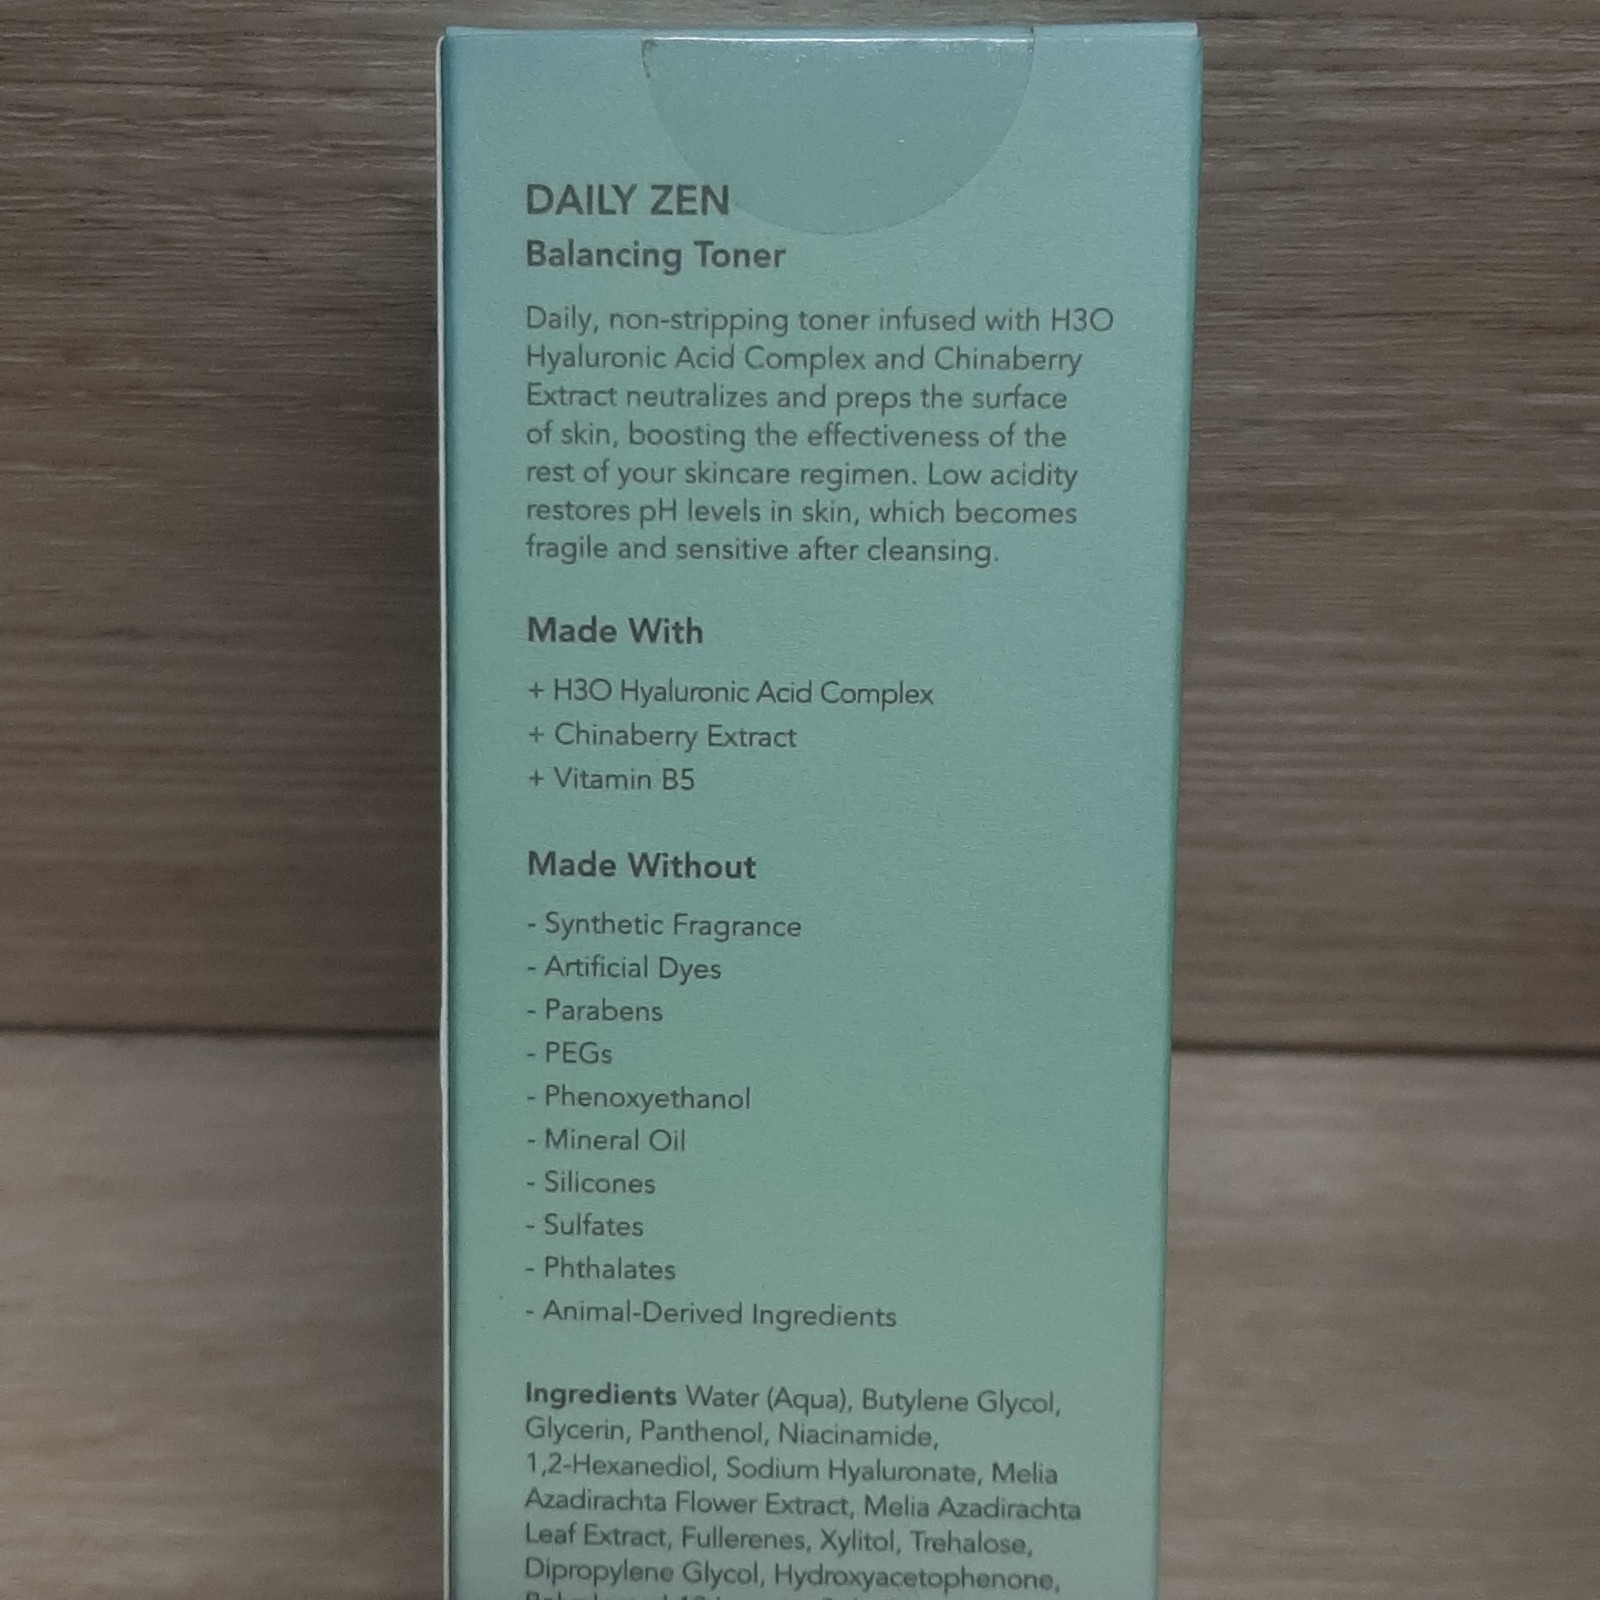 DAILY ZEN
Balancing Toner
Daily, non-stripping toner infused with H3O
Hyaluronic Acid Complex and Chinaberry
Extract neutralizes and preps the surface
of skin, boosting the effectiveness of the
rest of your skincare regimen. Low acidity
restores pH levels in skin, which becomes
fragile and sensitive after cleansing.
Made With
+ H3O Hyaluronic Acid Complex
+ Chinaberry Extract
+ Vitamin B5
Made Without
- Synthetic Fragrance
- Artificial Dyes
- Parabens
- PEGs
- Phenoxyethanol
- Mineral Oil
- Silicones
- Sulfates
- Phthalates
- Animal-Derived Ingredients
Ingredients Water (Aqua), Butylene Glycol,
Glycerin, Panthenol, Niacinamide,
1,2-Hexanediol, Sodium Hyaluronate, Melia
Azadirachta Flower Extract, Melia Azadirachta
Leaf Extract, Fullerenes, Xylitol, Trehalose,
Dipropylene Glycol, Hydroxyacetophenone,